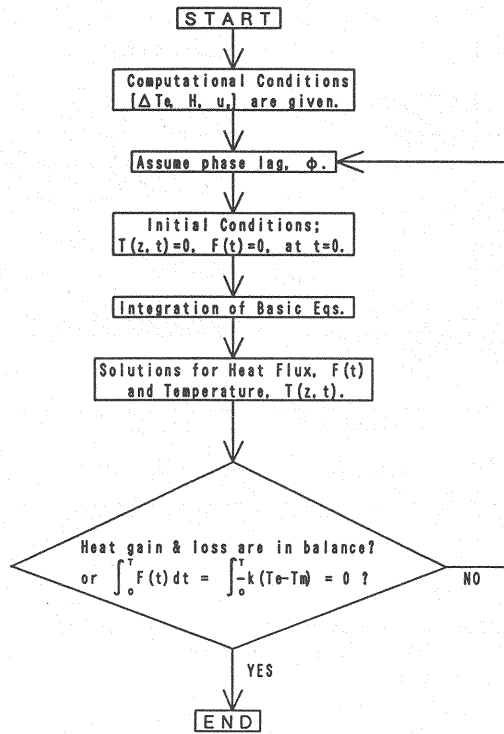 START
Computational Conditions
[ΔTe, H, u,] are given.
Assume phase lag, φ.
Initial Conditions;
T(z,t)=0, F(t)=0, at t=0.
Integration of Basic Eqs.
Solutions for Heat Flux, F(t)
and Temperature, T(z,t).
Heat gain & loss are in balance?
or ∫₀ᵀ F(t)dt = ∫₀ᵀ-k(Te-Tm) = 0 ?
NO
YES
END